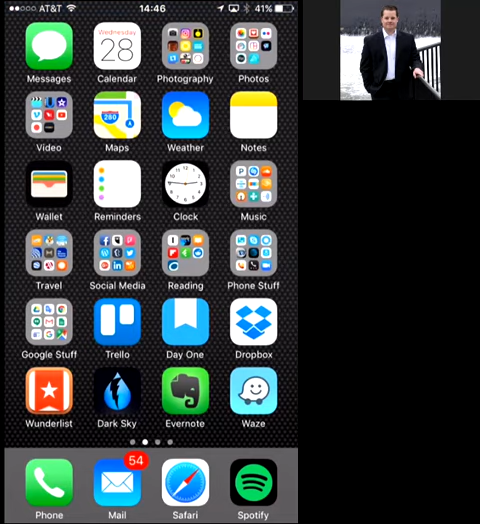 AT&T 14:46 41%
Wednesday
28
Messages Calendar Photography Photos
280
Video Maps Weather Notes
Wallet Reminders Clock Music
Travel Social Media Reading Phone Stuff
Google Stuff Trello Day One Dropbox
Wunderlist Dark Sky Evernote Waze
54
Phone Mail Safari Spotify